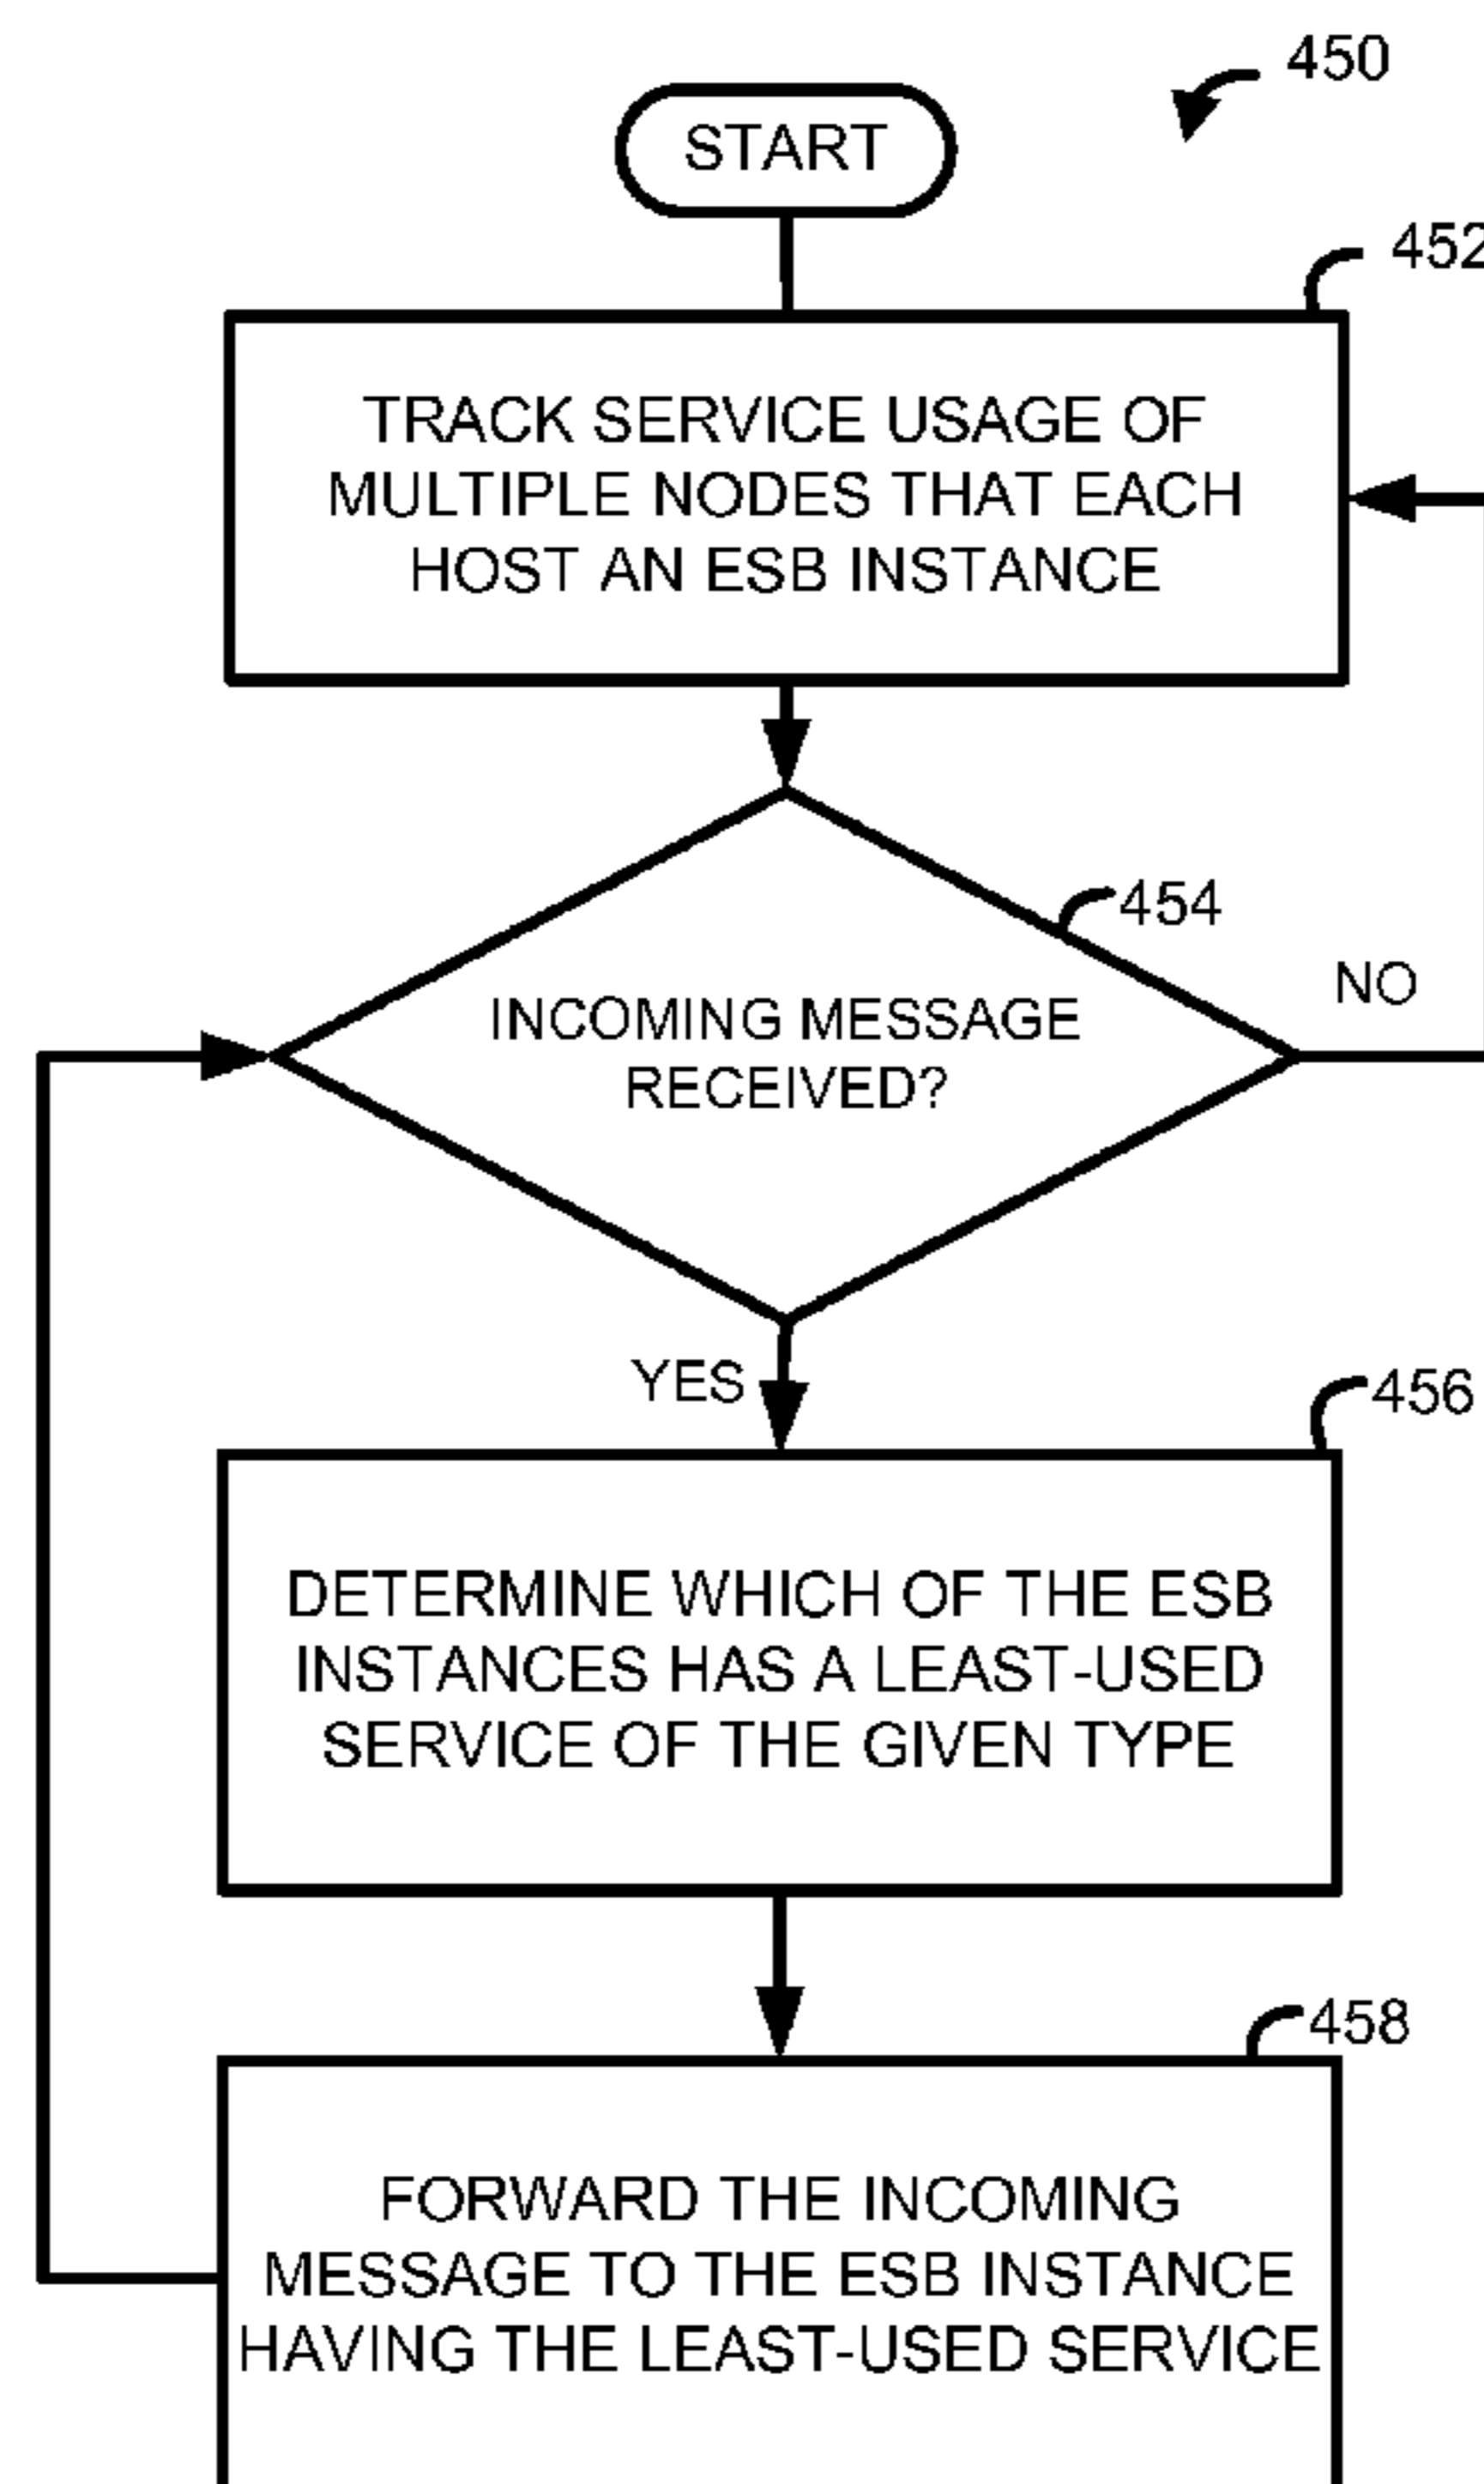 450
START
452
TRACK SERVICE USAGE OF
MULTIPLE NODES THAT EACH
HOST AN ESB INSTANCE
454
NO
INCOMING MESSAGE
RECEIVED?
YES
456
DETERMINE WHICH OF THE ESB
INSTANCES HAS A LEAST-USED
SERVICE OF THE GIVEN TYPE
458
FORWARD THE INCOMING
MESSAGE TO THE ESB INSTANCE
HAVING THE LEAST-USED SERVICE